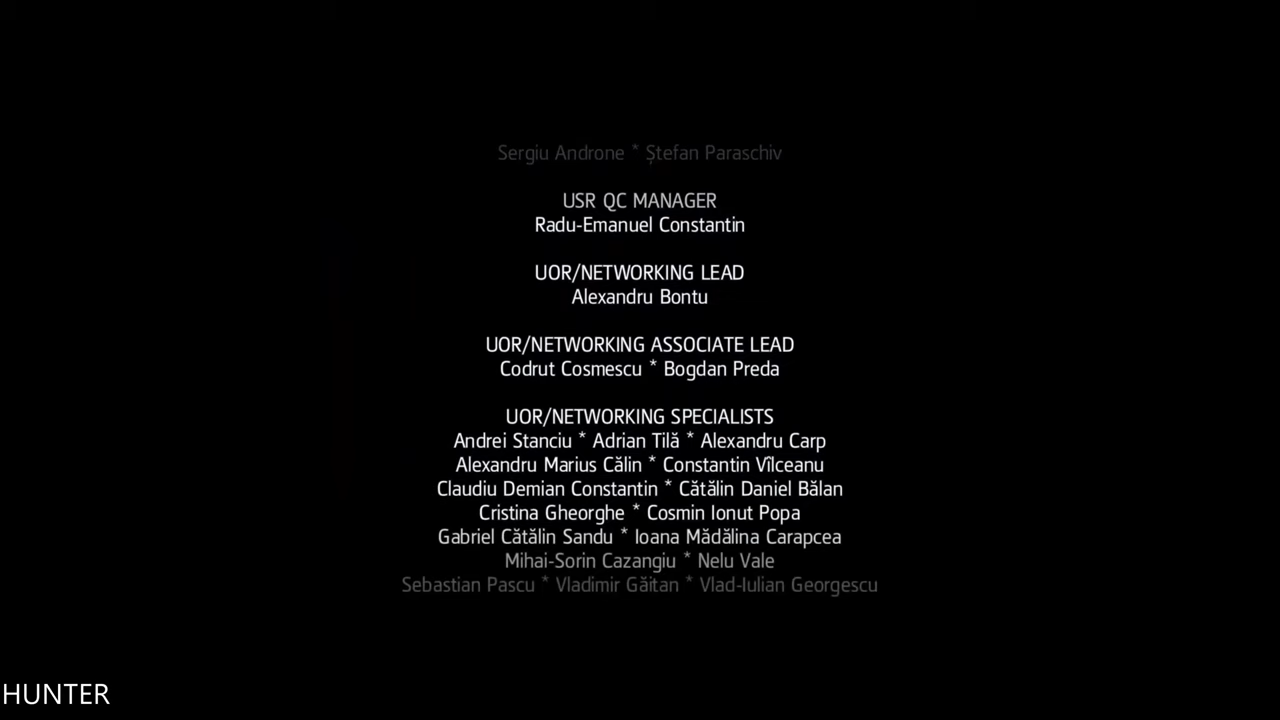 Sergiu Androne * Ștefan Paraschiv
USR QC MANAGER
Radu-Emanuel Constantin
UOR/NETWORKING LEAD
Alexandru Bontu
UOR/NETWORKING ASSOCIATE LEAD
Codrut Cosmescu * Bogdan Preda
UOR/NETWORKING SPECIALISTS
Andrei Stanciu * Adrian Tilă * Alexandru Carp
Alexandru Marius Călin * Constantin Vîlceanu
Claudiu Demian Constantin * Cătălin Daniel Bălan
Cristina Gheorghe * Cosmin Ionut Popa
Gabriel Cătălin Sandu * Ioana Mădălina Carapcea
Mihai-Sorin Cazangiu * Nelu Vale
Sebastian Pascu * Vladimir Găitan * Vlad-Iulian Georgescu
HUNTER